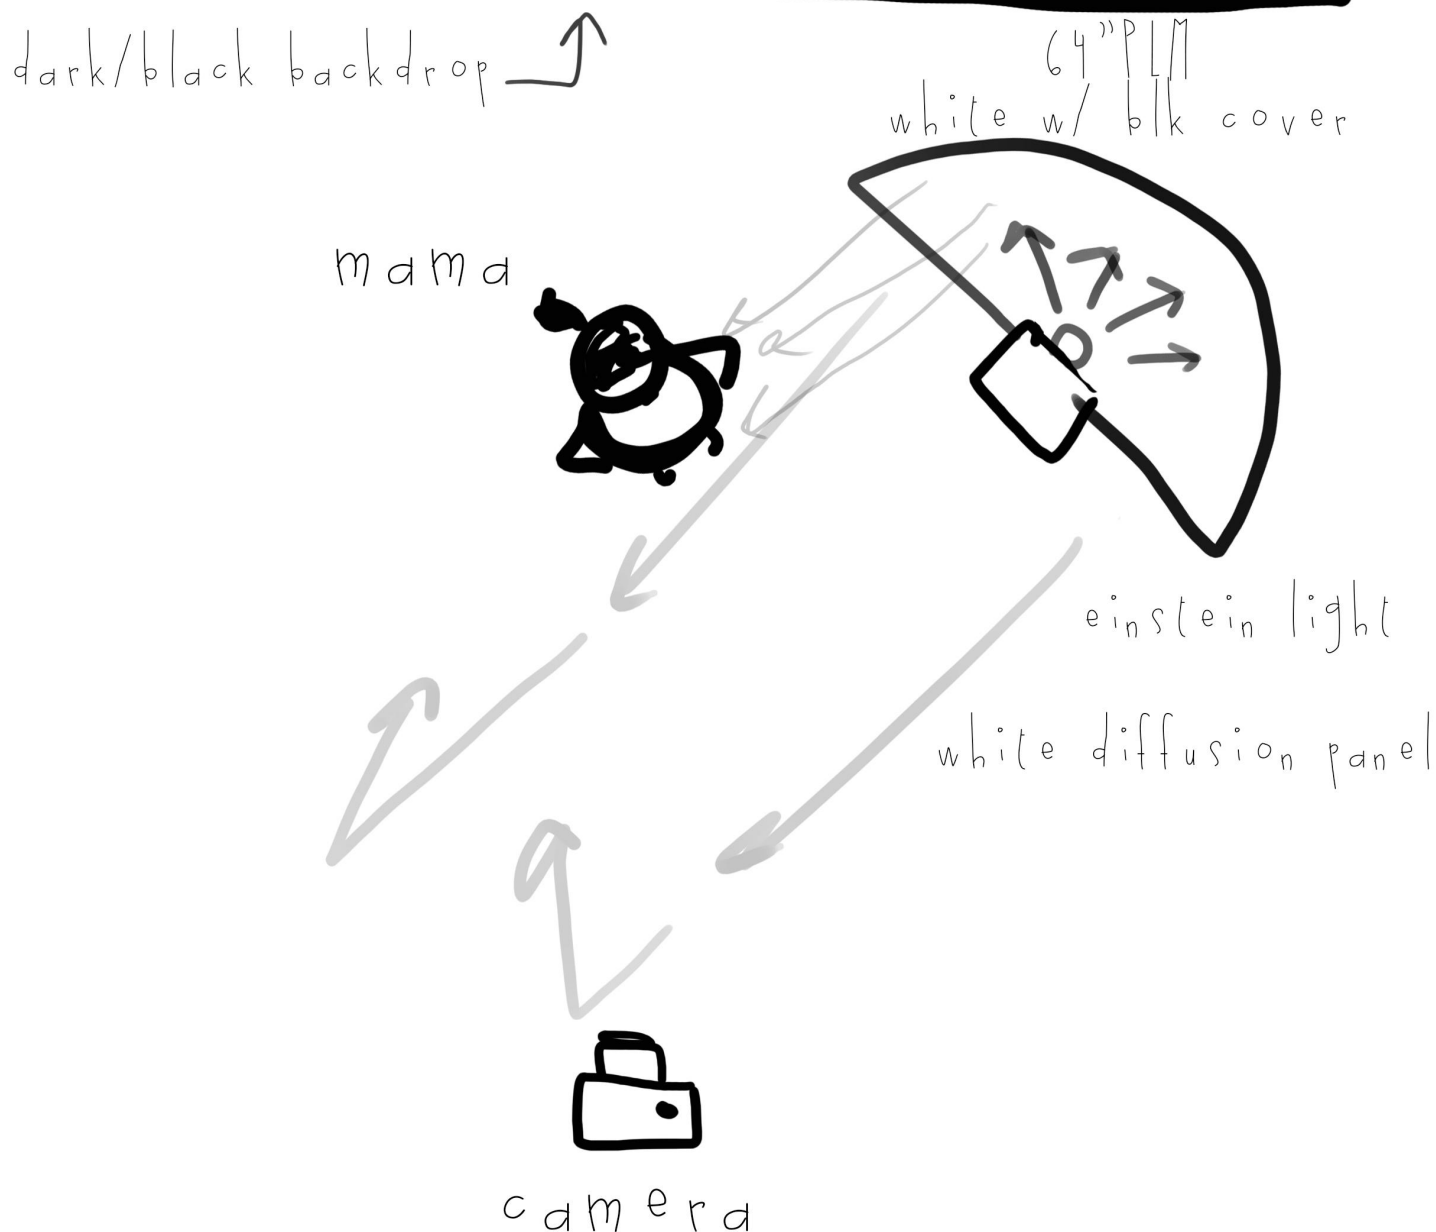 dark/black backdrop
64" PLM
white w/ blk cover
mama
einstein light
white diffusion panel
camera